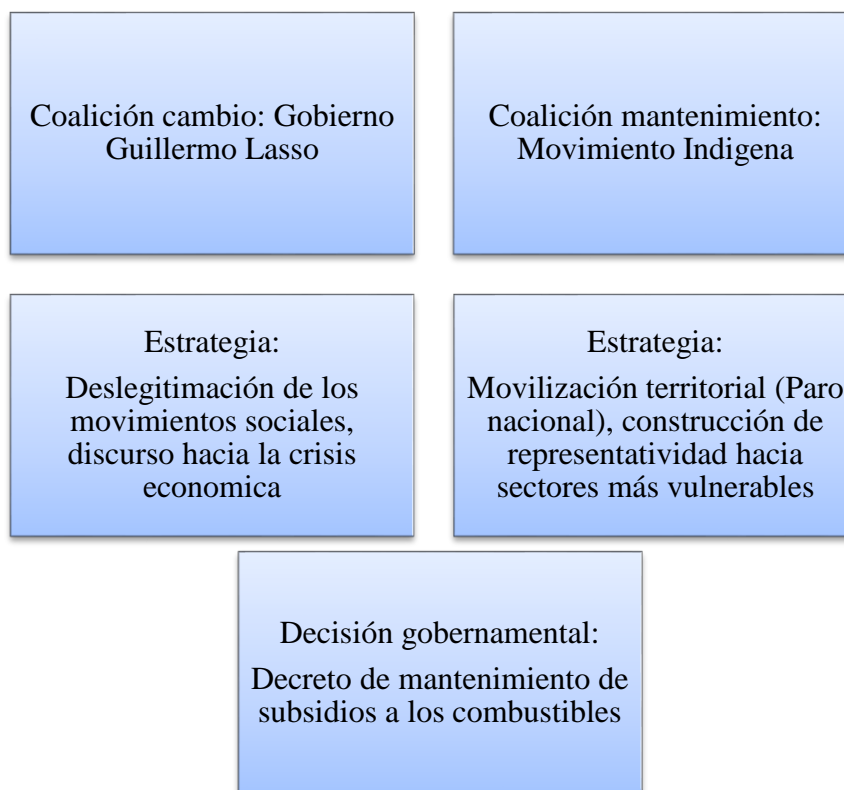 Coalición cambio: Gobierno
Guillermo Lasso
Coalición mantenimiento:
Movimiento Indigena
Estrategia:
Deslegitimación de los
movimientos sociales,
discurso hacia la crisis
economica
Estrategia:
Movilización territorial (Paro
nacional), construcción de
representatividad hacia
sectores más vulnerables
Decisión gobernamental:
Decreto de mantenimiento de
subsidios a los combustibles